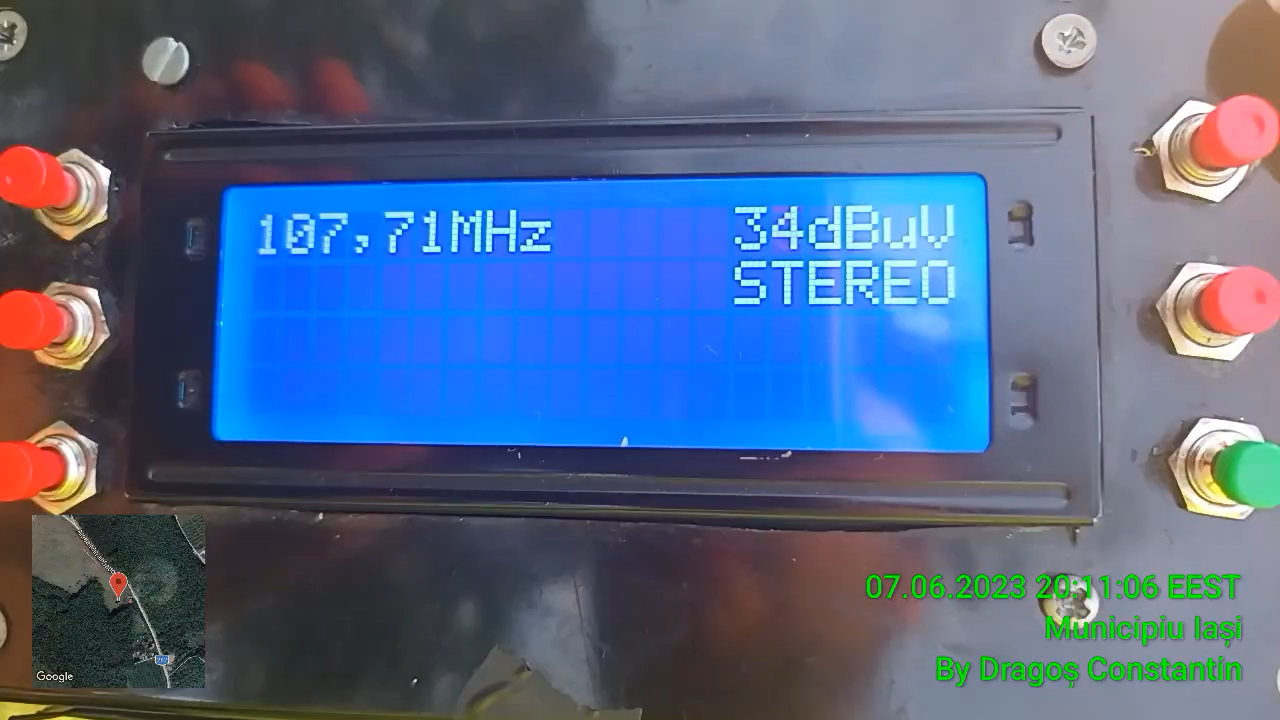 107,71MHz 34dBuV
STEREO
07.06.2023 20:11:06 EEST
Municipiu Iași
By Dragoș Constantin
Google